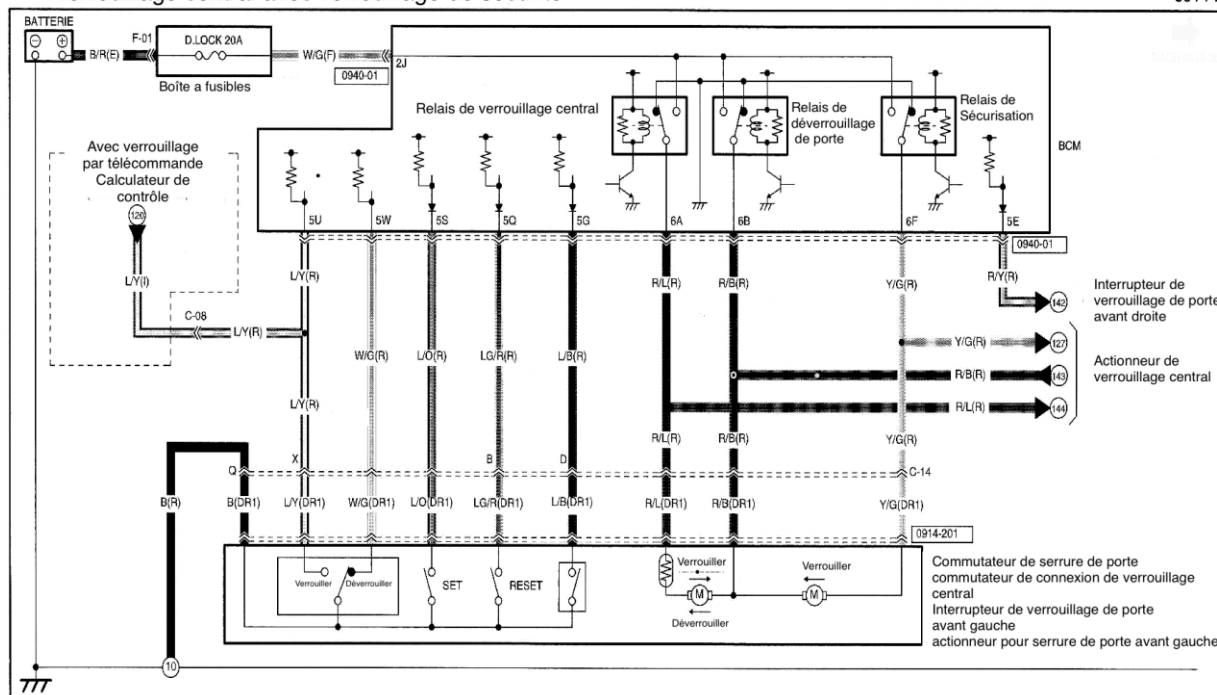 BATTERIE
F-01
D.LOCK 20A
B/R(E)
W/G(F)
0940-01
2J
Boîte a fusibles
Relais de verrouillage central
Relais de
déverrouillage
de porte
Relais de
Sécurisation
BCM
Avec verrouillage
par télécommande
Calculateur de
contrôle
L/Y(I)
C-08
L/Y(R)
5U
5W
5S
5Q
5G
6A
6B
6F
5E
0940-01
L/Y(R)
W/G(R)
L/O(R)
LG/R(R)
L/B(R)
R/L(R)
R/B(R)
Y/G(R)
R/Y(R)
142
Interrupteur de
verrouillage de porte
avant droite
Y/G(R)
127
R/B(R)
143
R/L(R)
144
Actionneur de
verrouillage central
L/Y(R)
R/L(R)
R/B(R)
Y/G(R)
Q
X
B
D
C-14
B(R)
B(DR1)
L/Y(DR1)
W/G(DR1)
L/O(DR1)
LG/R(DR1)
L/B(DR1)
R/L(DR1)
R/B(DR1)
Y/G(DR1)
0914-201
Verrouiller
Déverrouiller
SET
RESET
Verrouiller
M
Déverrouiller
Verrouiller
M
Commutateur de serrure de porte
commutateur de connexion de verrouillage
central
Interrupteur de verrouillage de porte
avant gauche
actionneur pour serrure de porte avant gauche
10